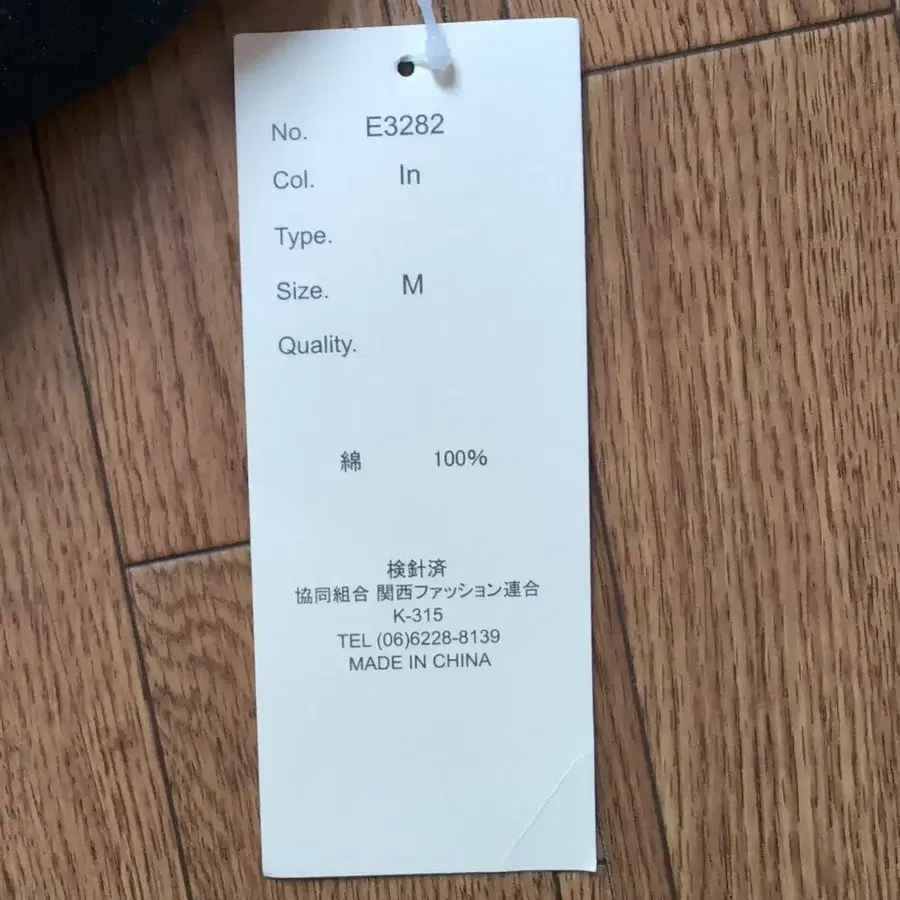 No. E3282
Col. In
Type.
Size. M
Quality.
綿 100%
検針済
協同組合 関西ファッション連合
K-315
TEL (06)6228-8139
MADE IN CHINA